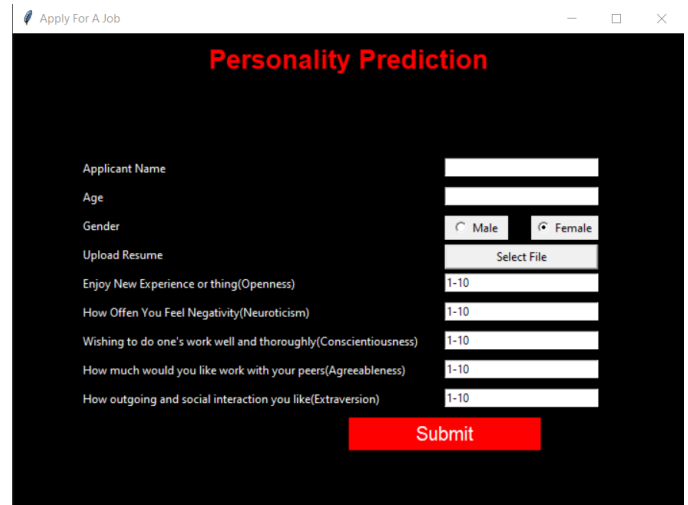 Apply For A Job
Personality Prediction
Applicant Name
Age
Gender Male Female
Upload Resume Select File
Enjoy New Experience or thing(Openness) 1-10
How Offen You Feel Negativity(Neuroticism) 1-10
Wishing to do one's work well and thoroughly(Conscientiousness) 1-10
How much would you like work with your peers(Agreeableness) 1-10
How outgoing and social interaction you like(Extraversion) 1-10
Submit